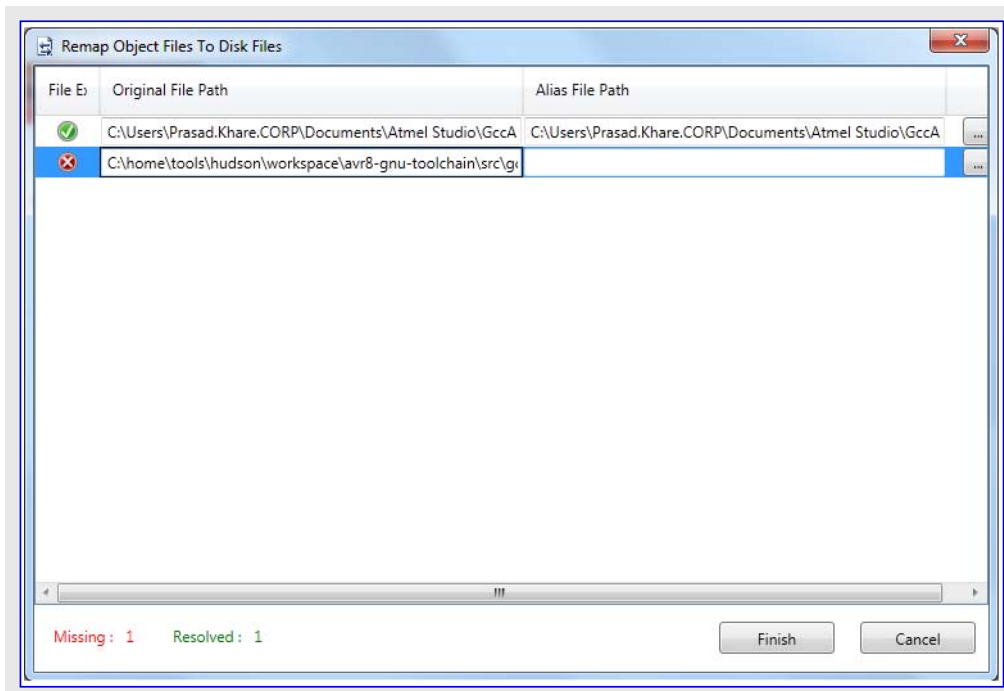 Remap Object Files To Disk Files
File E Original File Path Alias File Path
C:\Users\Prasad.Khare.CORP\Documents\Atmel Studio\GccA C:\Users\Prasad.Khare.CORP\Documents\Atmel Studio\GccA ...
C:\home\tools\hudson\workspace\avr8-gnu-toolchain\src\g ...
Missing : 1 Resolved : 1 Finish Cancel